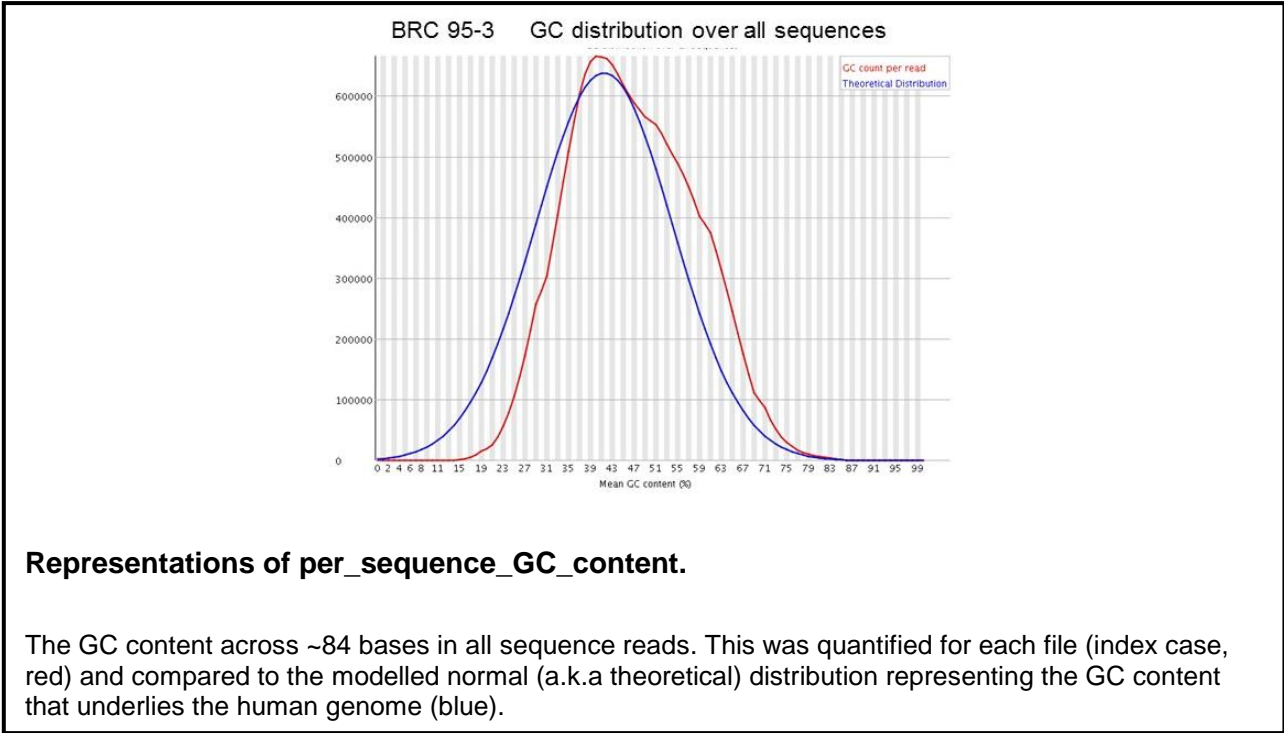 BRC 95-3 GC distribution over all sequences
GC count per read
Theoretical Distribution
600000
500000
400000
300000
200000
100000
0
0 2 4 6 8 11 15 19 23 27 31 35 39 43 47 51 55 59 63 67 71 75 79 83 87 91 95 99
Mean GC content (%)
Representations of per_sequence_GC_content.
The GC content across ~84 bases in all sequence reads. This was quantified for each file (index case,
red) and compared to the modelled normal (a.k.a theoretical) distribution representing the GC content
that underlies the human genome (blue).